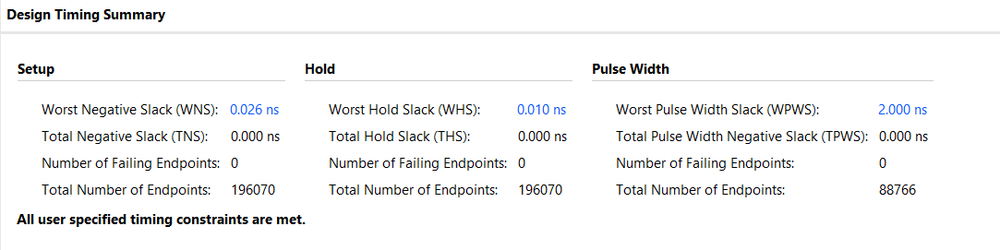 Design Timing Summary
Setup Hold Pulse Width
Worst Negative Slack (WNS): 0.026 ns Worst Hold Slack (WHS): 0.010 ns Worst Pulse Width Slack (WPWS): 2.000 ns
Total Negative Slack (TNS): 0.000 ns Total Hold Slack (THS): 0.000 ns Total Pulse Width Negative Slack (TPWS): 0.000 ns
Number of Failing Endpoints: 0 Number of Failing Endpoints: 0 Number of Failing Endpoints: 0
Total Number of Endpoints: 196070 Total Number of Endpoints: 196070 Total Number of Endpoints: 88766
All user specified timing constraints are met.